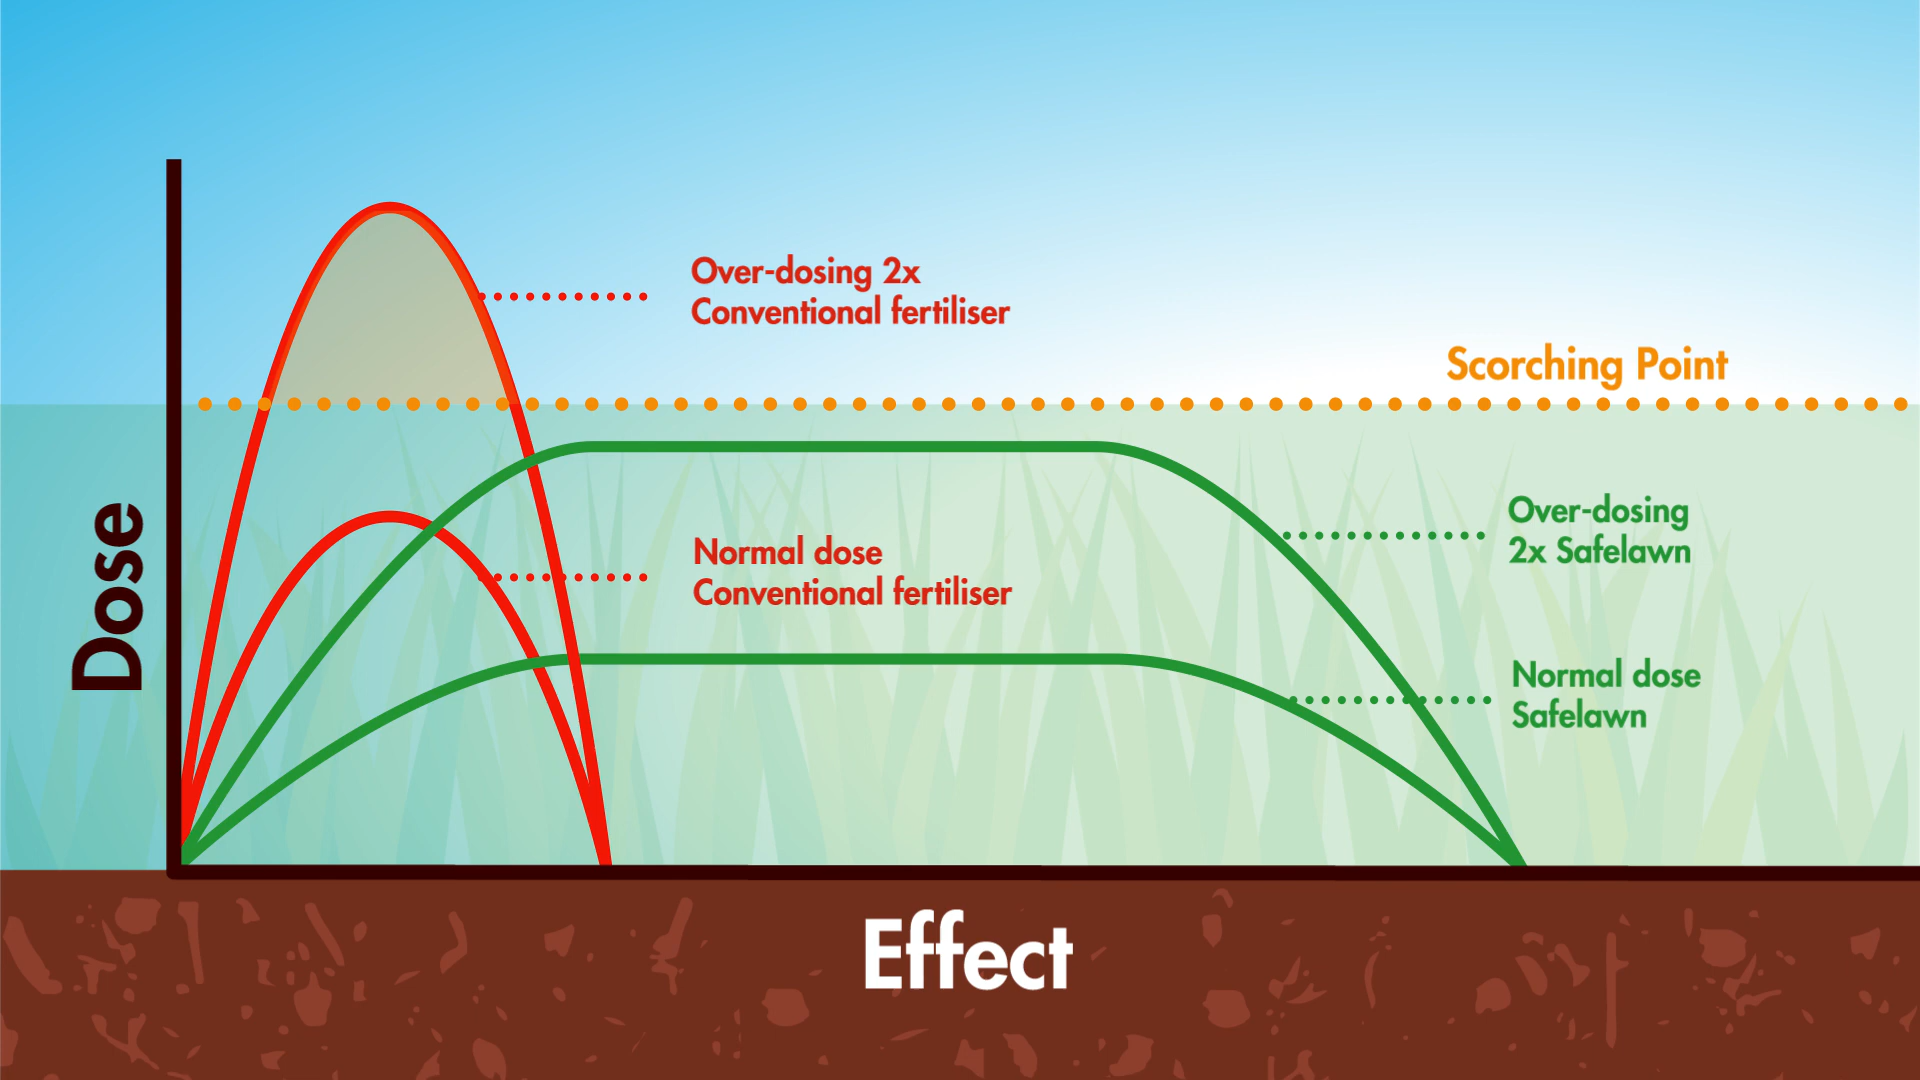 Over-dosing 2x
Conventional fertiliser
Scorching Point
Over-dosing
2x Safelawn
Normal dose
Conventional fertiliser
Normal dose
Safelawn
Dose
Effect